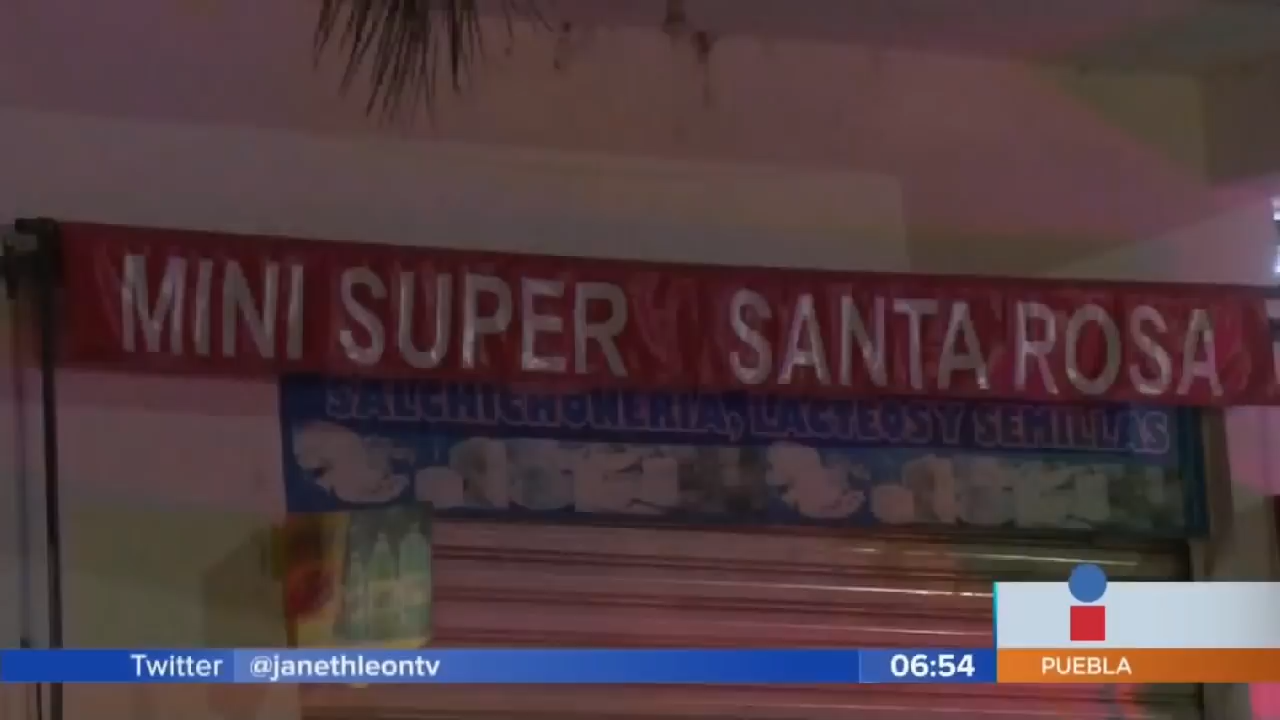 MINI SUPER SANTA ROSA
SALCHICHONERIA, LACTEOS Y SEMILLAS
Twitter @janethleontv 06:54 PUEBLA